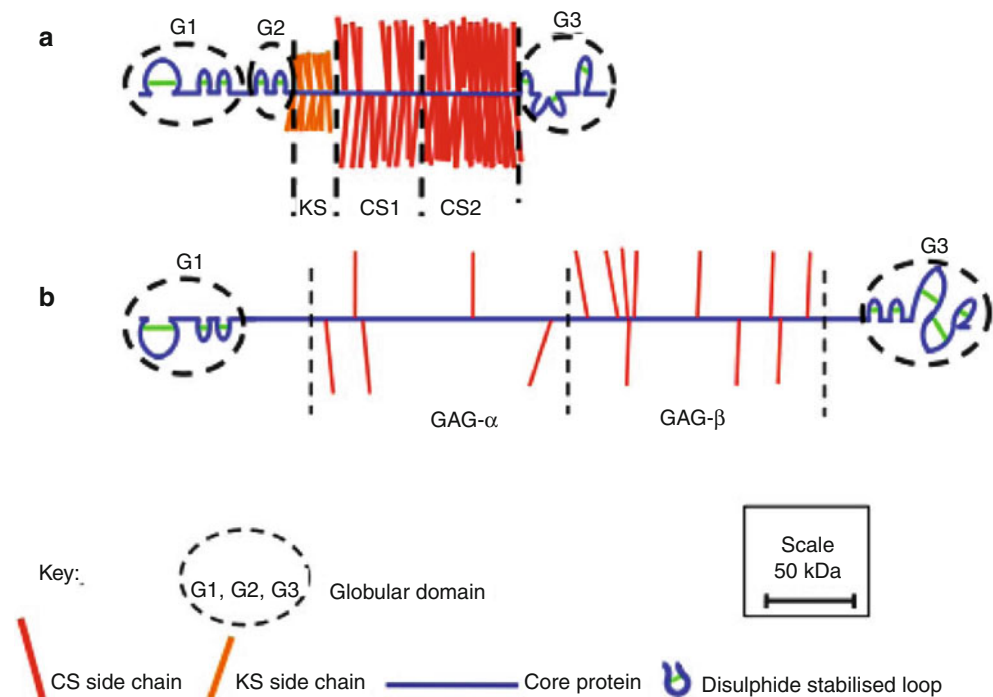 a
G1
G2
G3
KS
CS1
CS2
b
G1
G3
GAG-α
GAG-β
Key:
G1, G2, G3
Globular domain
Scale
50 kDa
CS side chain
KS side chain
Core protein
Disulphide stabilised loop